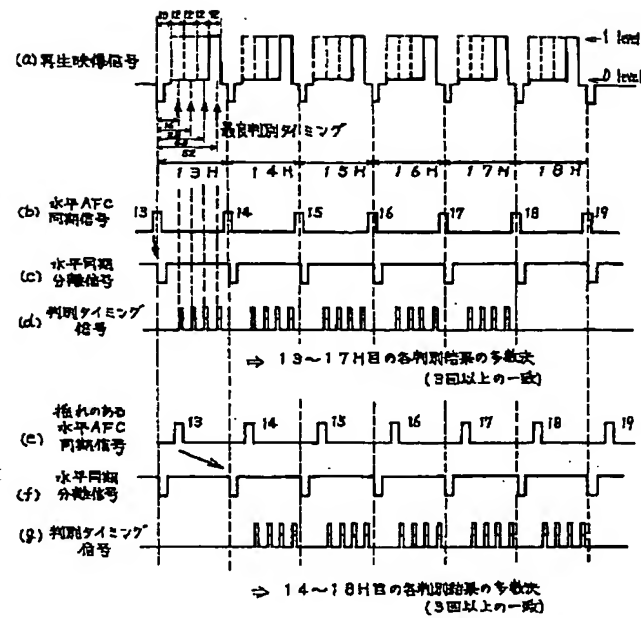 (a)再生映像信号
1 level
0 level
最良判別タイミング
52
13H 14H 15H 16H 17H 18H
(b) 水平AFC
同期信号
13 14 15 16 17 18 19
(c) 水平同期
分離信号
(d) 判別タイミング
信号
⇒ 13〜17H目の各判別結果の多数決
(3回以上の一致)
(e) 揺れのある
水平AFC
同期信号
13 14 15 16 17 18 19
(f) 水平同期
分離信号
(g) 判別タイミング
信号
⇒ 14〜18H目の各判別結果の多数決
(3回以上の一致)